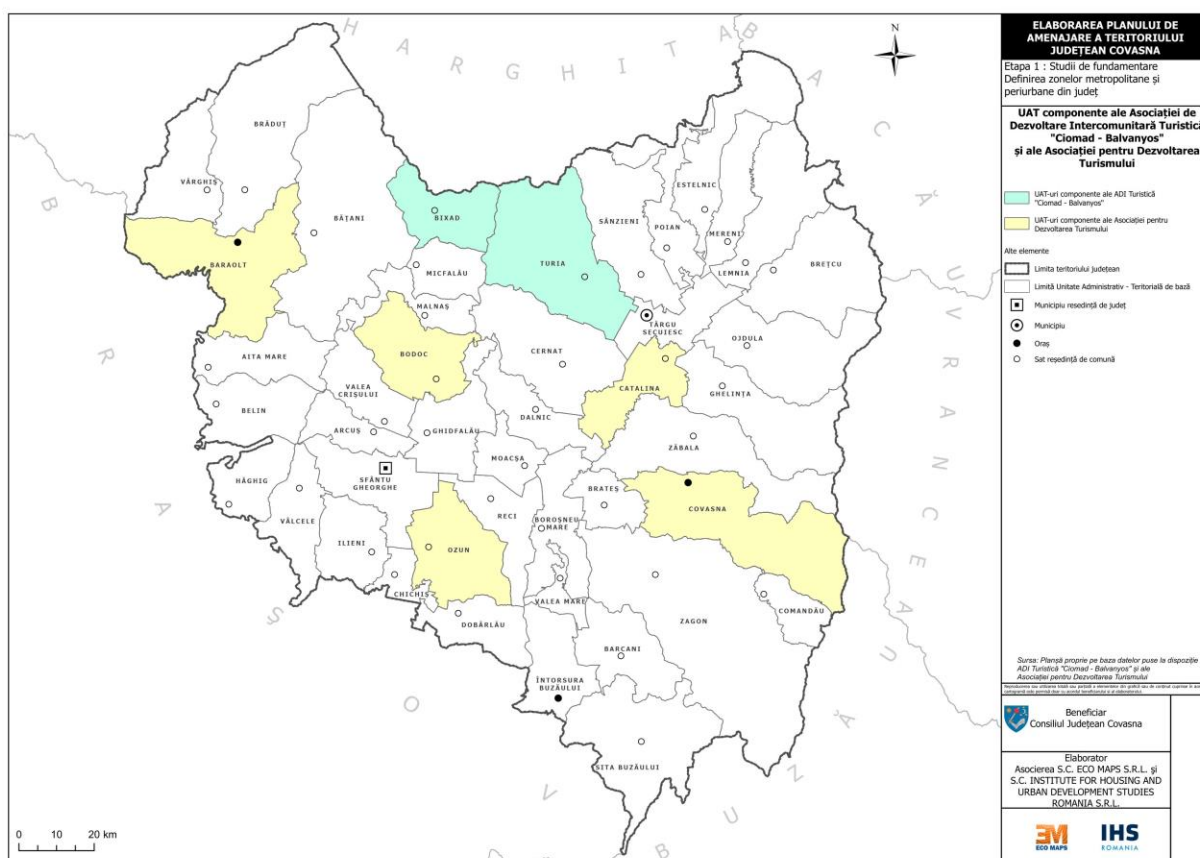 HARGHITA
BACĂU
VRANCEA
BUZĂU
BRAȘOV
N
BRĂDUȚ
VÂRGHIȘ
BĂȚANI
BIXAD
ESTELNIC
SÂNZIENI
POIAN
MERENI
BARAOLT
TURIA
LEMNIA
BREȚCU
MICFALĂU
MALNAȘ
TÂRGU
SECUIESC
BODOC
CERNAT
OJDULA
AITA MARE
CATALINA
VALEA
CRIȘULUI
GHELINȚA
BELIN
DALNIC
ARCUȘ
GHIDFALĂU
ZĂBALA
MOACȘA
HĂGHIG
SFÂNTU
GHEORGHE
BRATEȘ
COVASNA
VÂLCELE
RECI
BOROȘNEU
MARE
ILIENI
OZUN
CHICHIȘ
VALEA MARE
COMANDĂU
DOBÂRLĂU
ZAGON
BARCANI
ÎNTORSURA
BUZĂULUI
SITA BUZĂULUI
0 10 20 km
ELABORAREA PLANULUI DE
AMENAJARE A TERITORIULUI
JUDEȚEAN COVASNA
Etapa 1 : Studii de fundamentare
Definirea zonelor metropolitane și
periurbane din județ
UAT componente ale Asociației de
Dezvoltare Intercomunitară Turistică
"Ciomad - Balvanyos"
și ale Asociației pentru Dezvoltarea
Turismului
UAT-uri componente ale ADI Turistică
"Ciomad - Balvanyos"
UAT-uri componente ale Asociației pentru
Dezvoltarea Turismului
Alte elemente
Limita teritoriului județean
Limită Unitate Administrativ - Teritorială de bază
Municipiu resedință de județ
Municipiu
Oraș
Sat reședință de comună
Sursa: Planșă proprie pe baza datelor puse la dispoziție
ADI Turistică "Ciomad - Balvanyos" și ale
Asociației pentru Dezvoltarea Turismului
Beneficiar
Consiliul Județean Covasna
Elaborator
Asocierea S.C. ECO MAPS S.R.L. și
S.C. INSTITUTE FOR HOUSING AND
URBAN DEVELOPMENT STUDIES
ROMANIA S.R.L.
3M
ECO MAPS
IHS
ROMANIA